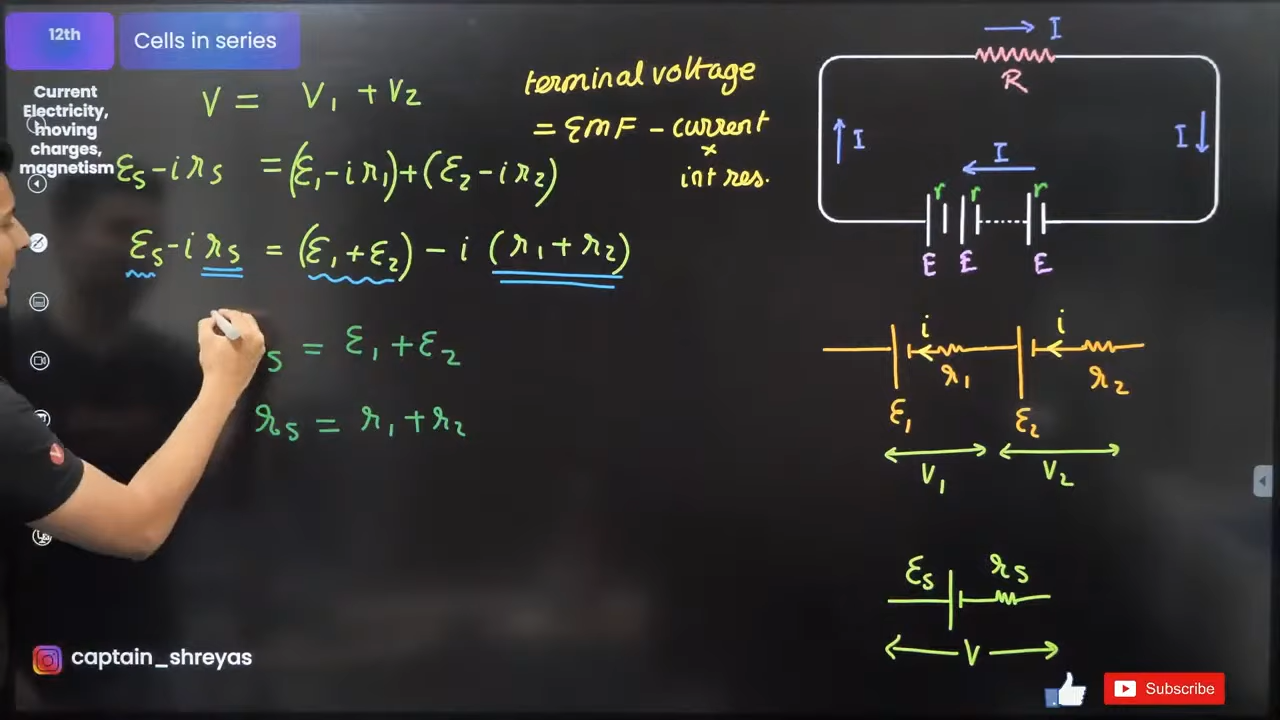 12th
Cells in series
Current
Electricity,
moving
charges,
magnetism
V = V₁ + V₂
εs - i rs = (ε₁ - i r₁) + (ε₂ - i r₂)
εs - i rs = (ε₁ + ε₂) - i (r₁ + r₂)
s = ε₁ + ε₂
rs = r₁ + r₂
terminal voltage
= EMF - current
×
int res.
I
R
I
I
I
r r r
E E E
i i
r₁ r₂
ε₁ ε₂
V₁ V₂
εs rs
V
captain_shreyas
Subscribe